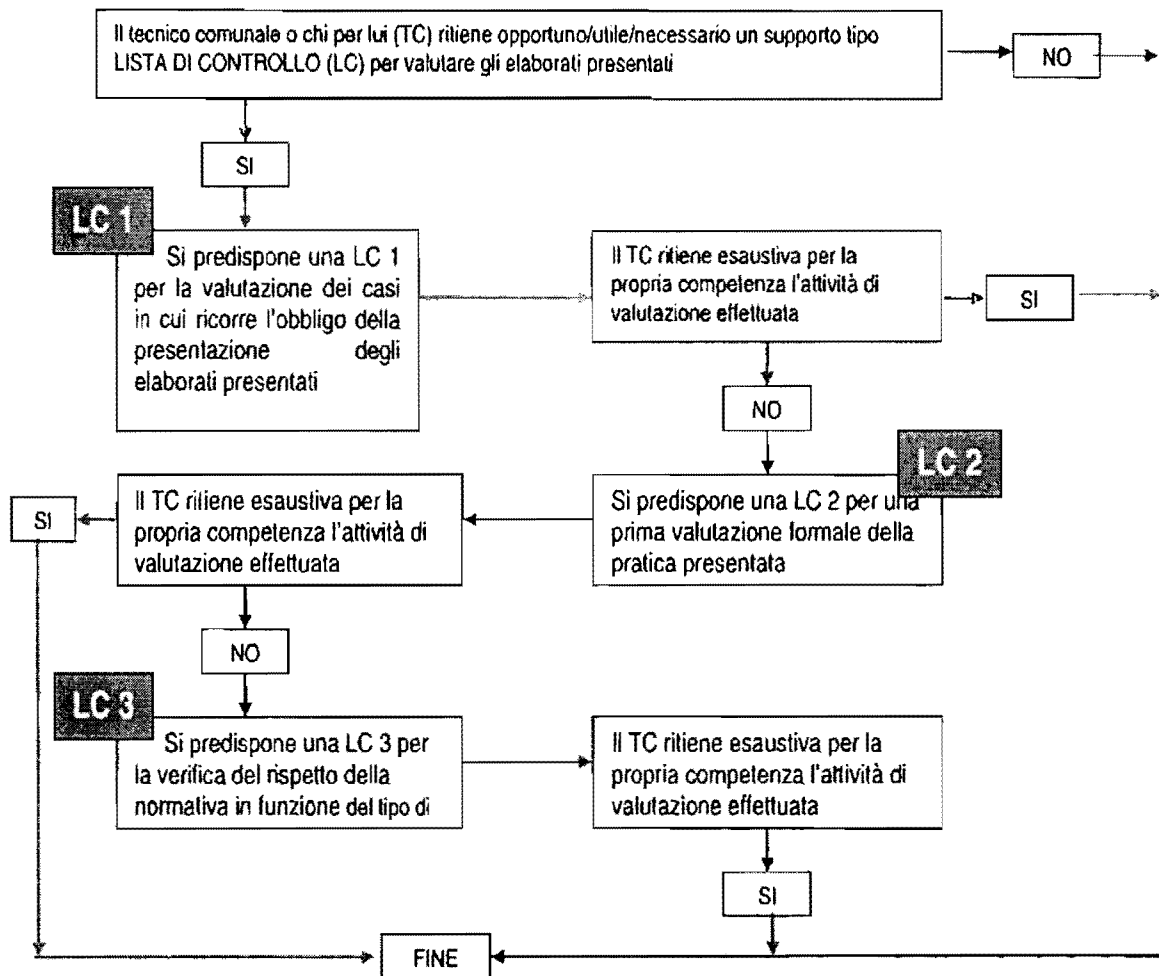 Il tecnico comunale o chi per lui (TC) ritiene opportuno/utile/necessario un supporto tipo
LISTA DI CONTROLLO (LC) per valutare gli elaborati presentati
NO
SI
LC 1
Si predispone una LC 1
per la valutazione dei casi
in cui ricorre l'obbligo della
presentazione degli
elaborati presentati
Il TC ritiene esaustiva per la
propria competenza l'attività di
valutazione effettuata
SI
NO
LC 2
Si predispone una LC 2 per una
prima valutazione formale della
pratica presentata
Il TC ritiene esaustiva per la
propria competenza l'attività di
valutazione effettuata
SI
NO
LC 3
Si predispone una LC 3 per
la verifica del rispetto della
normativa in funzione del tipo di
Il TC ritiene esaustiva per la
propria competenza l'attività di
valutazione effettuata
SI
FINE